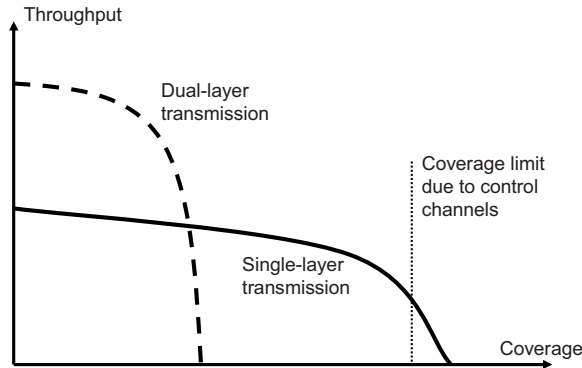 Throughput
Dual-layer
transmission
Coverage limit
due to control
channels
Single-layer
transmission
Coverage